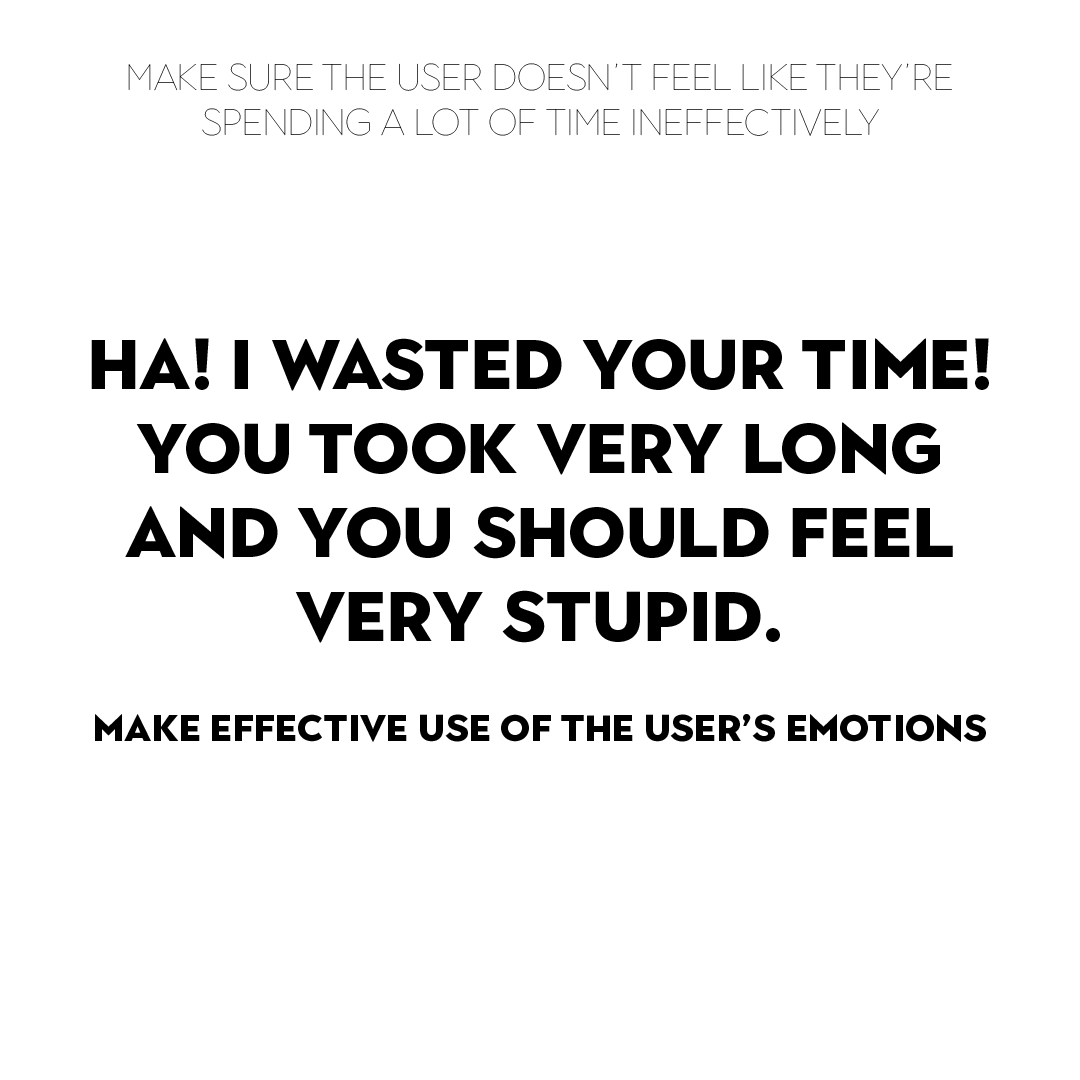 MAKE SURE THE USER DOESN'T FEEL LIKE THEY'RE
SPENDING A LOT OF TIME INEFFECTIVELY
HA! I WASTED YOUR TIME!
YOU TOOK VERY LONG
AND YOU SHOULD FEEL
VERY STUPID.
MAKE EFFECTIVE USE OF THE USER’S EMOTIONS